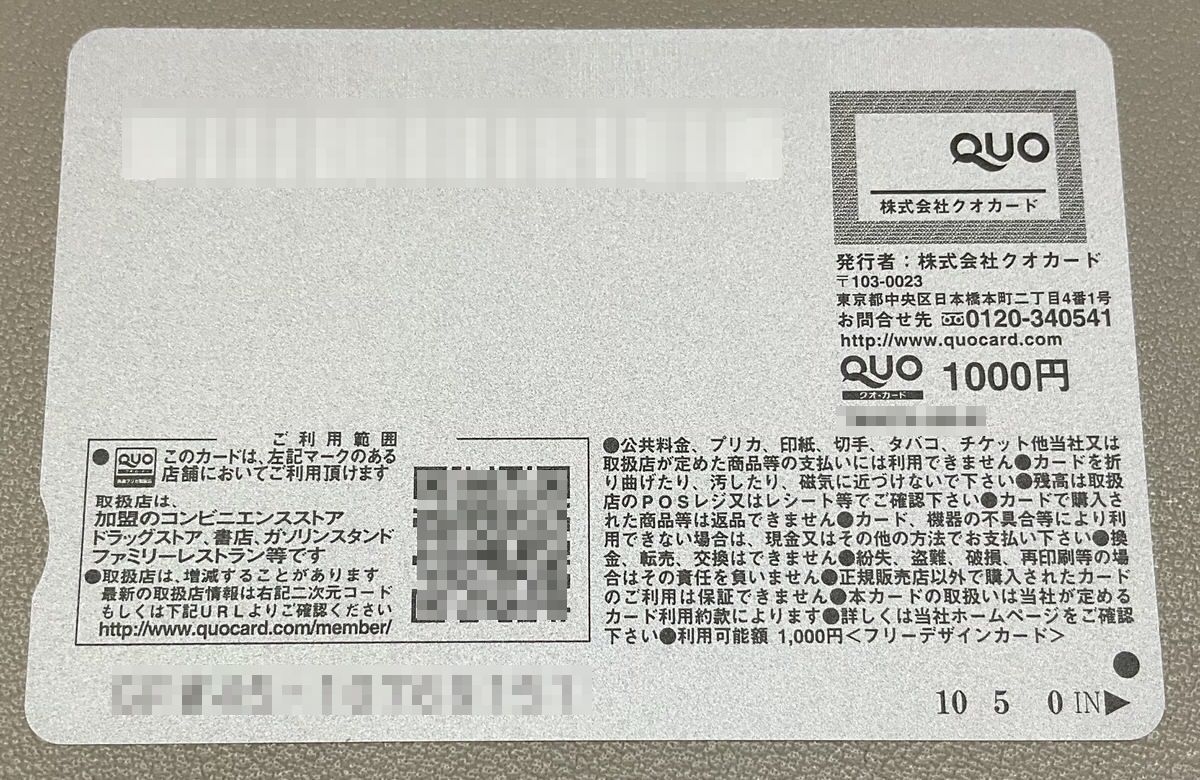 QUO
株式会社クオカード
発行者：株式会社クオカード
〒103-0023
東京都中央区日本橋本町二丁目4番1号
お問合せ先 0120-340541
http://www.quocard.com
QUO 1000円
クオ・カード
ご利用範囲
●QUO このカードは、左記マークのある
店舗においてご利用頂けます
取扱店は、
加盟のコンビニエンスストア
ドラッグストア、書店、ガソリンスタンド
ファミリーレストラン等です
●取扱店は、増減することがあります
最新の取扱店情報は右記二次元コード
もしくは下記URLよりご確認ください
http://www.quocard.com/member/
●公共料金、プリカ、印紙、切手、タバコ、チケット他当社又は
取扱店が定めた商品等の支払いには利用できません●カードを折
り曲げたり、汚したり、磁気に近づけないで下さい●残高は取扱
店のPOSレジ又はレシート等でご確認下さい●カードで購入さ
れた商品等は返品できません●カード、機器の不具合等により利
用できない場合は、現金又はその他の方法でお支払い下さい●換
金、転売、交換はできません●紛失、盗難、破損、再印刷等の場
合はその責任を負いません●正規販売店以外で購入されたカード
のご利用は保証できません●本カードの取扱いは当社が定める
カード利用約款によります●詳しくは当社ホームページをご確認
下さい●利用可能額 1,000円＜フリーデザインカード＞
10 5 0 IN▶